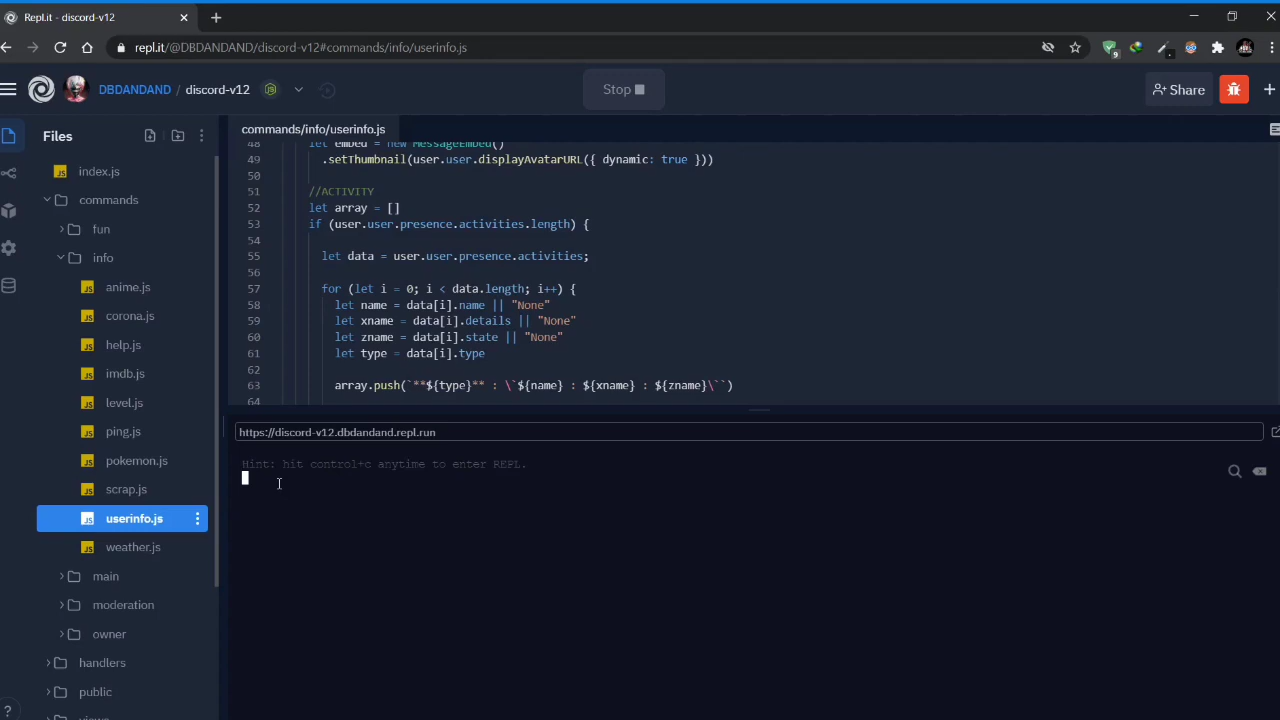 Repl.it - discord-v12
repl.it/@DBDANDAND/discord-v12#commands/info/userinfo.js
9
DBDANDAND / discord-v12
Stop
Share
Files
index.js
commands
fun
info
anime.js
corona.js
help.js
imdb.js
level.js
ping.js
pokemon.js
scrap.js
userinfo.js
weather.js
main
moderation
owner
handlers
public
views
?
commands/info/userinfo.js
48 let embed = new MessageEmbed()
49 .setThumbnail(user.user.displayAvatarURL({ dynamic: true }))
50
51 //ACTIVITY
52 let array = []
53 if (user.user.presence.activities.length) {
54
55 let data = user.user.presence.activities;
56
57 for (let i = 0; i < data.length; i++) {
58 let name = data[i].name || "None"
59 let xname = data[i].details || "None"
60 let zname = data[i].state || "None"
61 let type = data[i].type
62
63 array.push(`**${type}** : \`${name} : ${xname} : ${zname}\``)
64
https://discord-v12.dbdandand.repl.run
Hint: hit control+c anytime to enter REPL.